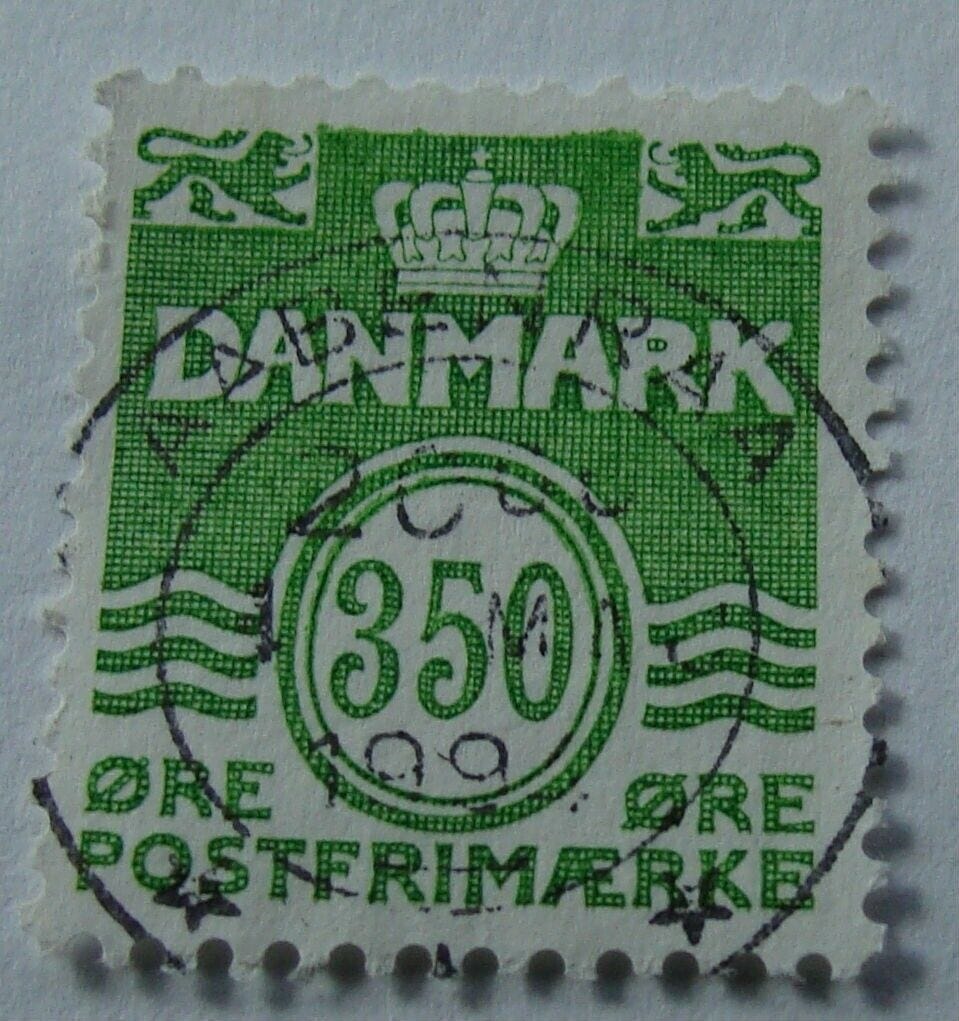 DANMARK
350
ØRE ØRE
POSTFRIMÆRKE